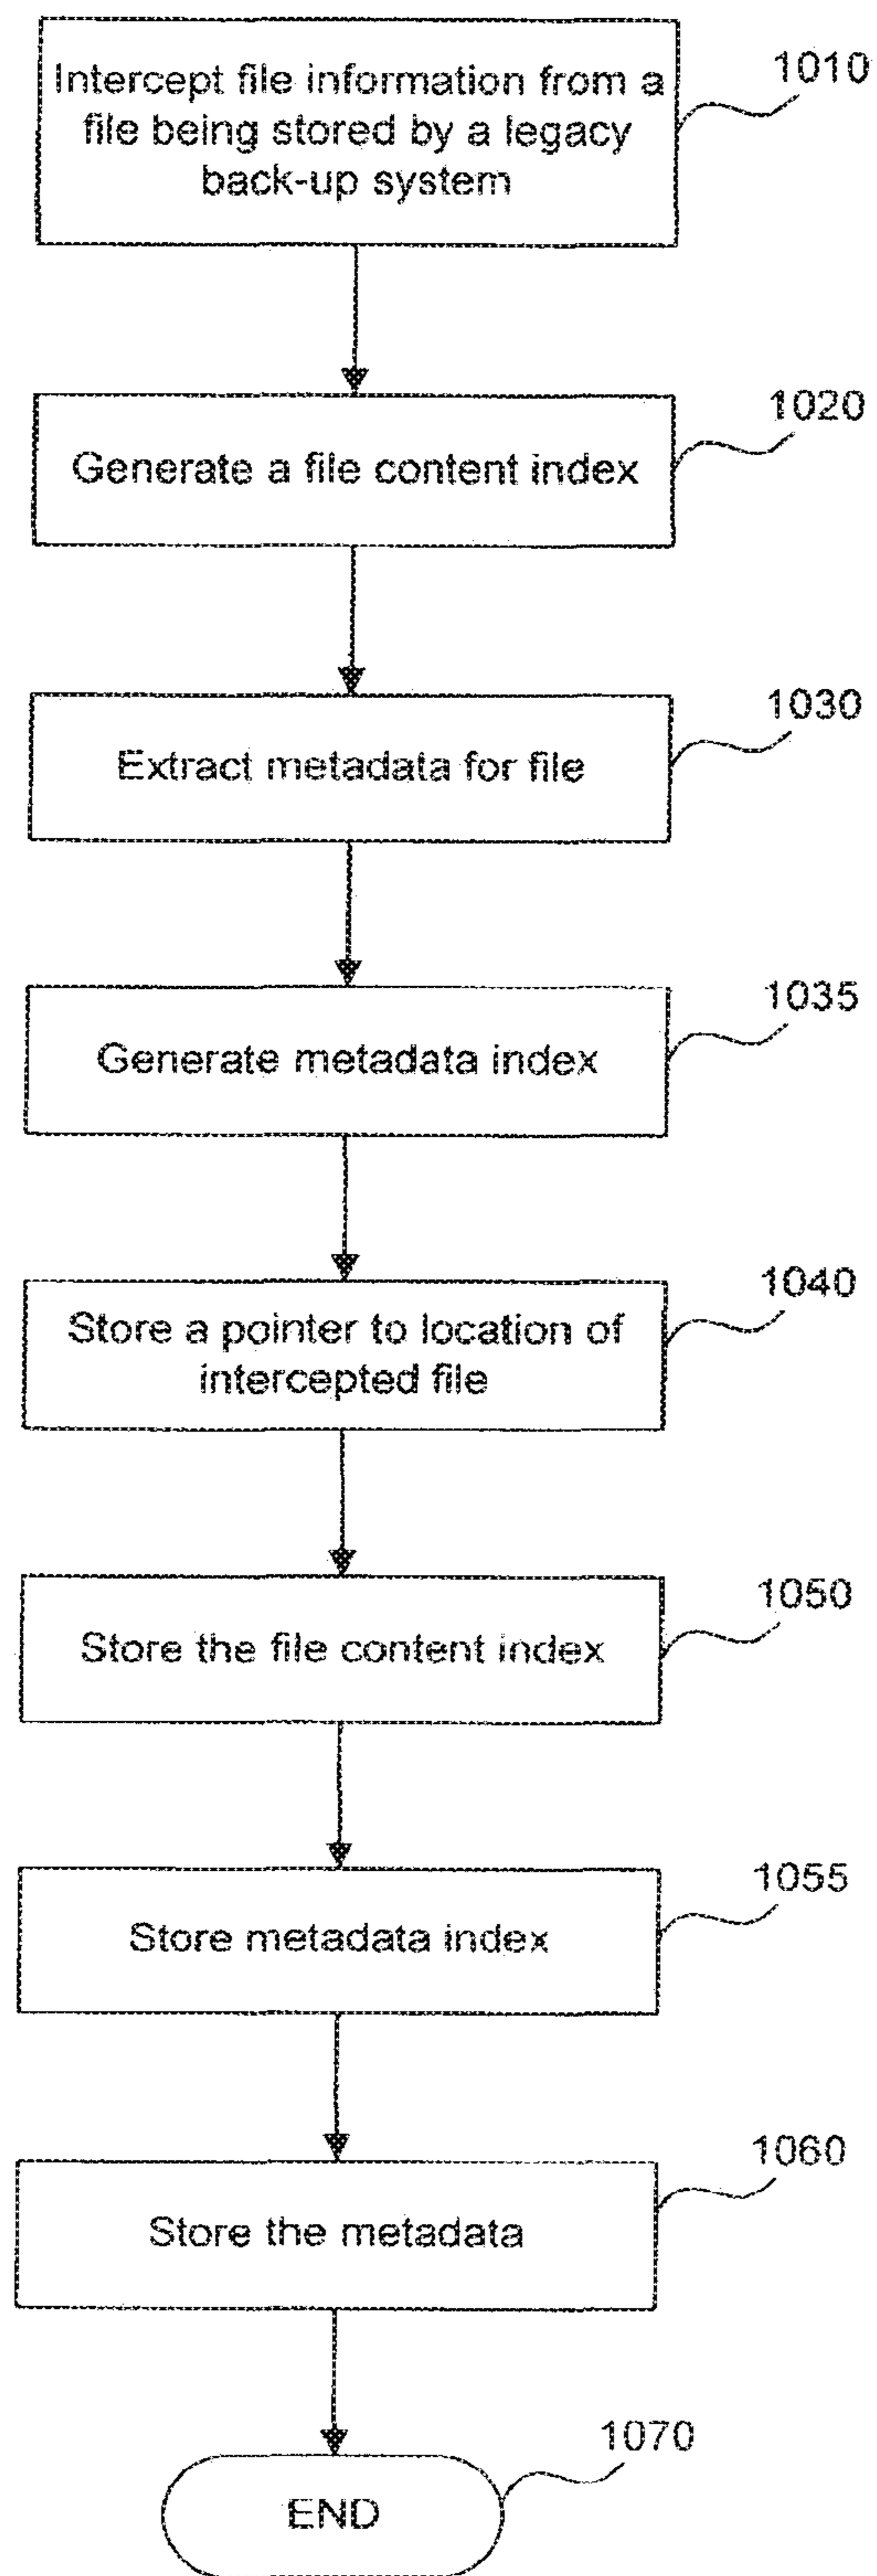 1010
Intercept file information from a
file being stored by a legacy
back-up system
1020
Generate a file content index
1030
Extract metadata for file
1035
Generate metadata index
1040
Store a pointer to location of
intercepted file
1050
Store the file content index
1055
Store metadata index
1060
Store the metadata
1070
END